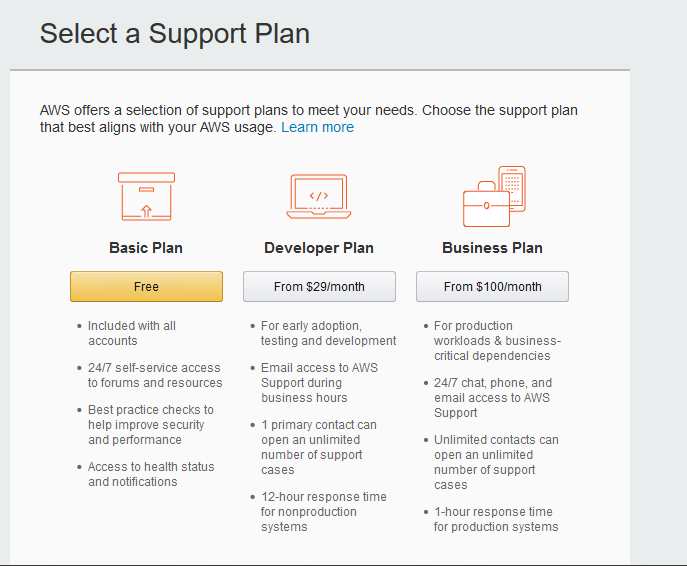 Select a Support Plan
AWS offers a selection of support plans to meet your needs. Choose the support plan
that best aligns with your AWS usage. Learn more
</>
Basic Plan
Free
• Included with all
accounts
• 24/7 self-service access
to forums and resources
• Best practice checks to
help improve security
and performance
• Access to health status
and notifications
Developer Plan
From $29/month
• For early adoption,
testing and development
• Email access to AWS
Support during
business hours
• 1 primary contact can
open an unlimited
number of support
cases
• 12-hour response time
for nonproduction
systems
Business Plan
From $100/month
• For production
workloads & business-
critical dependencies
• 24/7 chat, phone, and
email access to AWS
Support
• Unlimited contacts can
open an unlimited
number of support
cases
• 1-hour response time
for production systems